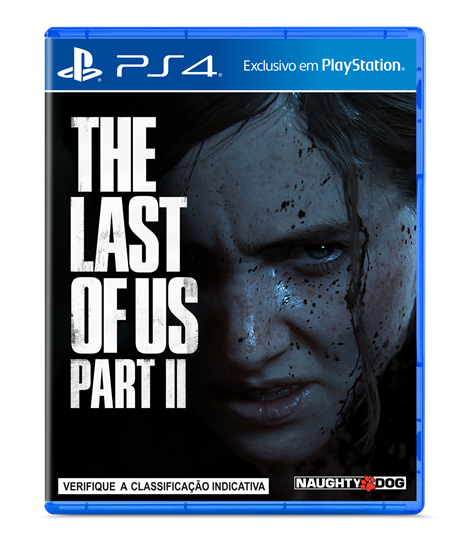 PS4
Exclusivo em PlayStation®
THE
LAST
OF US
PART II
VERIFIQUE A CLASSIFICAÇÃO INDICATIVA
NAUGHTY DOG